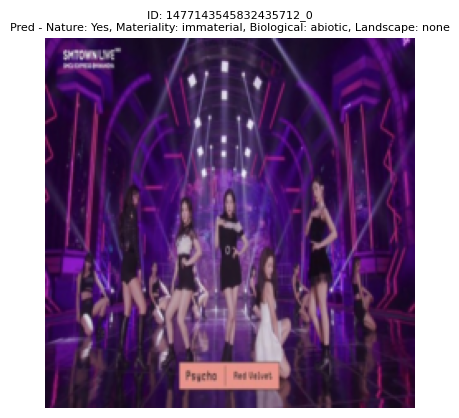 ID: 1477143545832435712_0
Pred - Nature: Yes, Materiality: immaterial, Biological: abiotic, Landscape: none
SMTOWN LIVE
Psycho Red Velvet